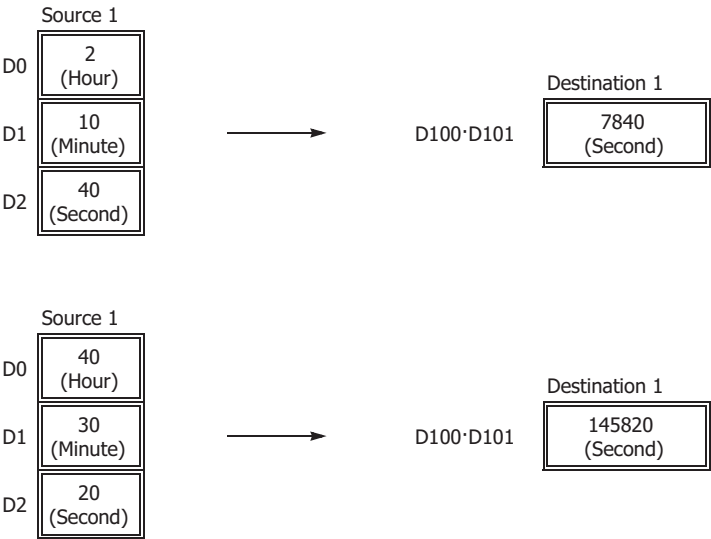 Source 1
D0
2
(Hour)
D1
10
(Minute)
D2
40
(Second)
D100·D101
Destination 1
7840
(Second)
Source 1
D0
40
(Hour)
D1
30
(Minute)
D2
20
(Second)
D100·D101
Destination 1
145820
(Second)